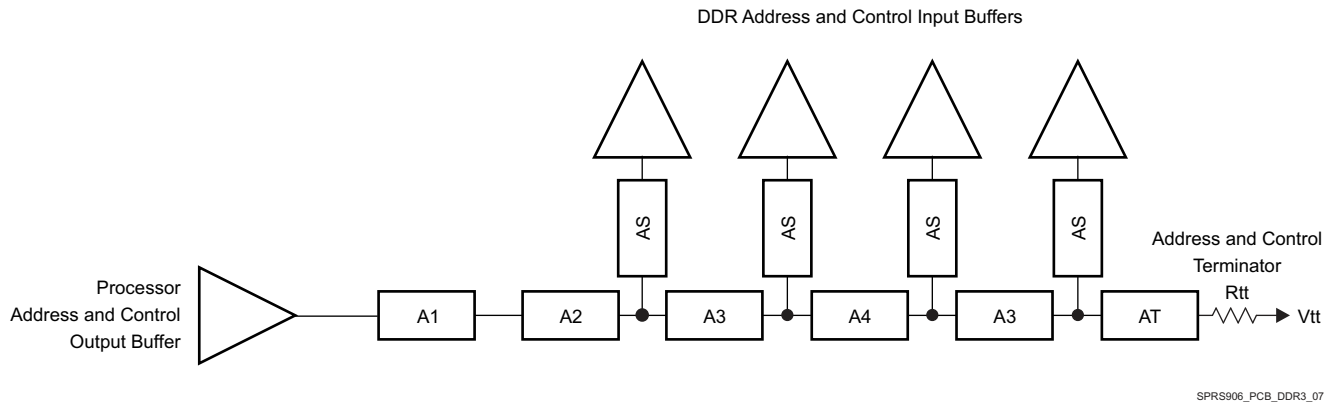 DDR Address and Control Input Buffers
AS
AS
AS
AS
Processor
Address and Control
Output Buffer
A1
A2
A3
A4
A3
AT
Address and Control
Terminator
Rtt
Vtt
SPRS906_PCB_DDR3_07